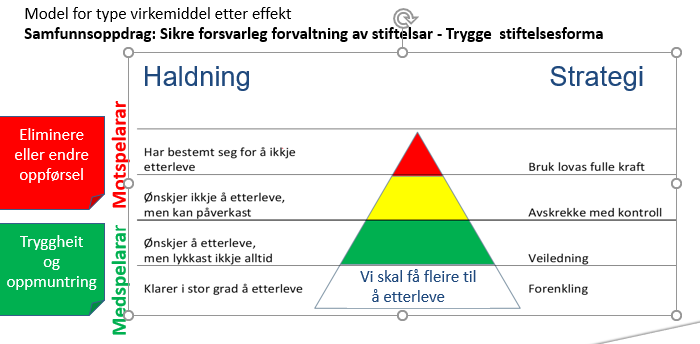 Model for type virkemiddel etter effekt
Samfunnsoppdrag: Sikre forsvarleg forvaltning av stiftelsar - Trygge stiftelsesforma
Haldning
Strategi
Eliminere
eller endre
oppførsel
Motspelarar
Har bestemt seg for å ikkje
etterleve
Bruk lovas fulle kraft
Ønskjer ikkje å etterleve,
men kan påverkast
Avskrekke med kontroll
Tryggheit
og
oppmuntring
Medspelarar
Ønskjer å etterleve,
men lykkast ikkje alltid
Veiledning
Klarer i stor grad å etterleve
Vi skal få fleire til
å etterleve
Forenkling